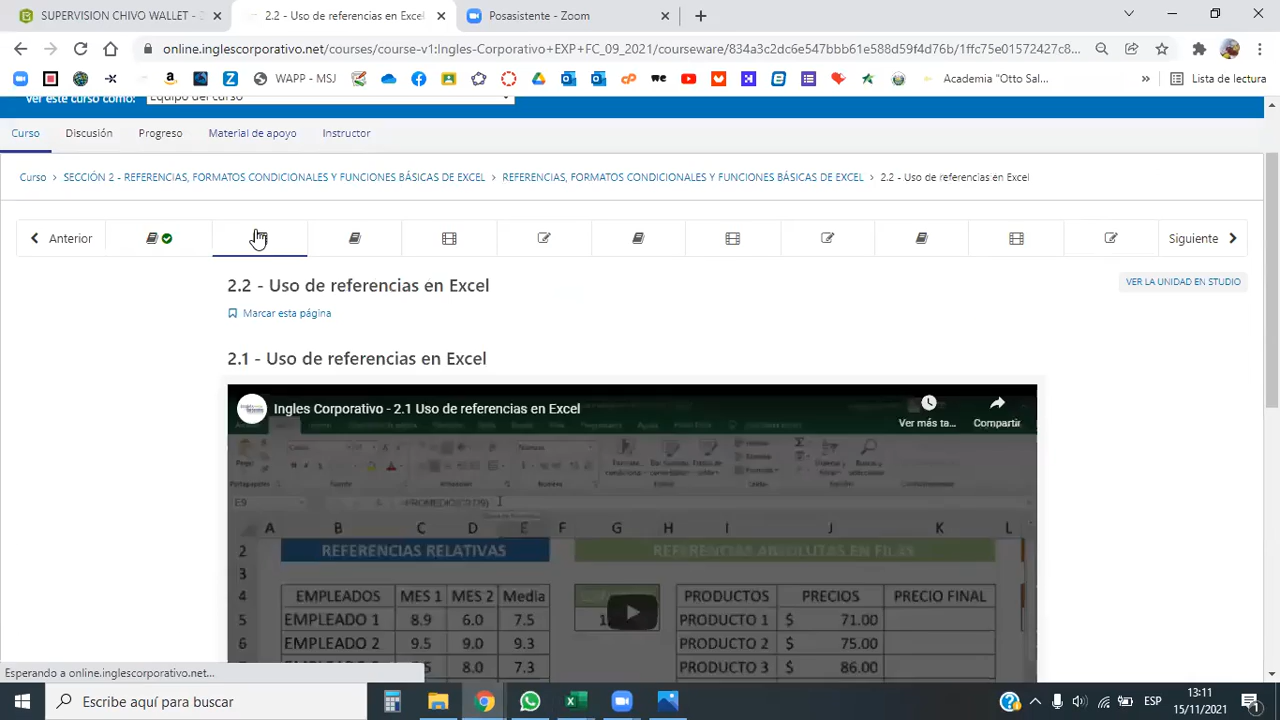 SUPERVISION CHIVO WALLET -
2.2 - Uso de referencias en Excel
Posasistente - Zoom
online.inglescorporativo.net/courses/course-v1:Ingles-Corporativo+EXP+FC_09_2021/courseware/834a3c2dc6e547bbb61e588d59f4d76b/1ffc75e01572427c8...
WAPP - MSJ
Academia "Otto Sal...
Lista de lectura
Ver este curso como:
Equipo del curso
Curso
Discusión
Progreso
Material de apoyo
Instructor
Curso > SECCIÓN 2 - REFERENCIAS, FORMATOS CONDICIONALES Y FUNCIONES BÁSICAS DE EXCEL > REFERENCIAS, FORMATOS CONDICIONALES Y FUNCIONES BÁSICAS DE EXCEL > 2.2 - Uso de referencias en Excel
Anterior
Siguiente
2.2 - Uso de referencias en Excel
VER LA UNIDAD EN STUDIO
Marcar esta página
2.1 - Uso de referencias en Excel
Ingles Corporativo - 2.1 Uso de referencias en Excel
Ver más ta...
Compartir
E9
A B C D E F G H I J K L
2 REFERENCIAS RELATIVAS REFERENCIAS ABSOLUTAS EN FILAS
3
4 EMPLEADOS MES 1 MES 2 Media PRODUCTOS PRECIOS PRECIO FINAL
5 EMPLEADO 1 8.9 6.0 7.5 PRODUCTO 1 $ 71.00
6 EMPLEADO 2 9.5 9.0 9.3 PRODUCTO 2 $ 75.00
8.0 7.3 PRODUCTO 3 $ 86.00
Esperando a online.inglescorporativo.net...
Escribe aquí para buscar
ESP
13:11
15/11/2021
1